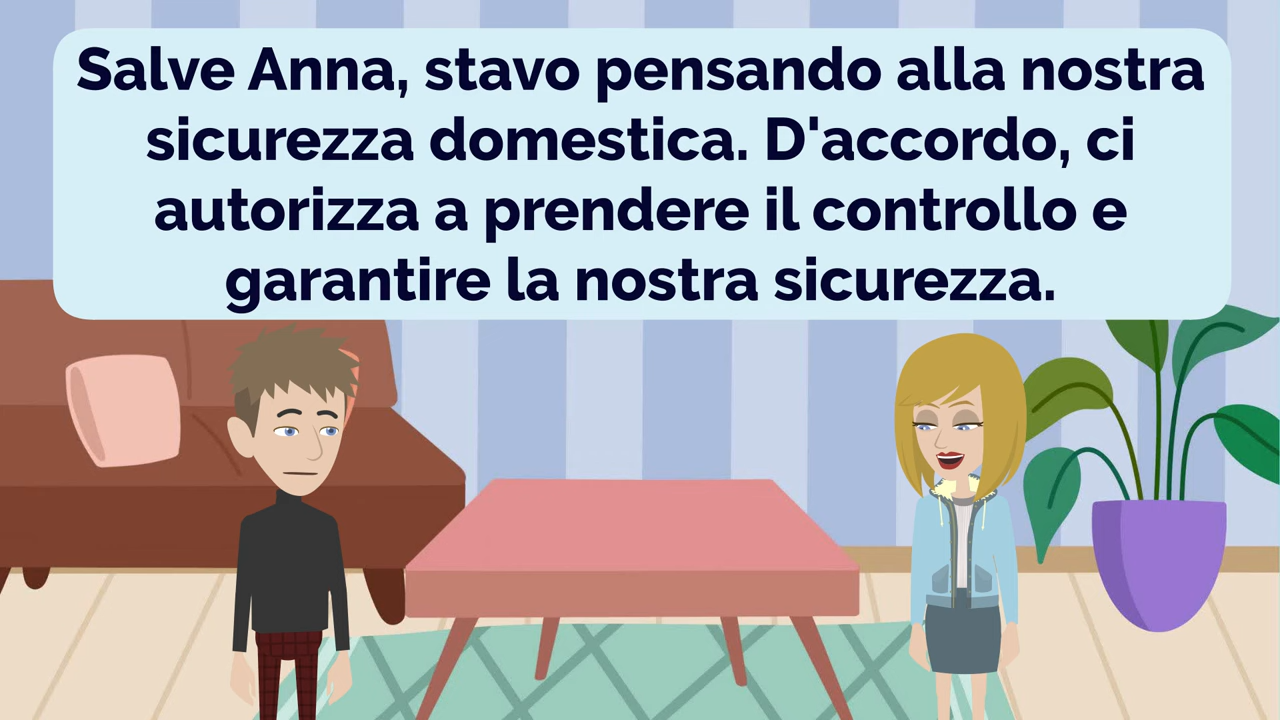 Salve Anna, stavo pensando alla nostra
sicurezza domestica. D'accordo, ci
autorizza a prendere il controllo e
garantire la nostra sicurezza.